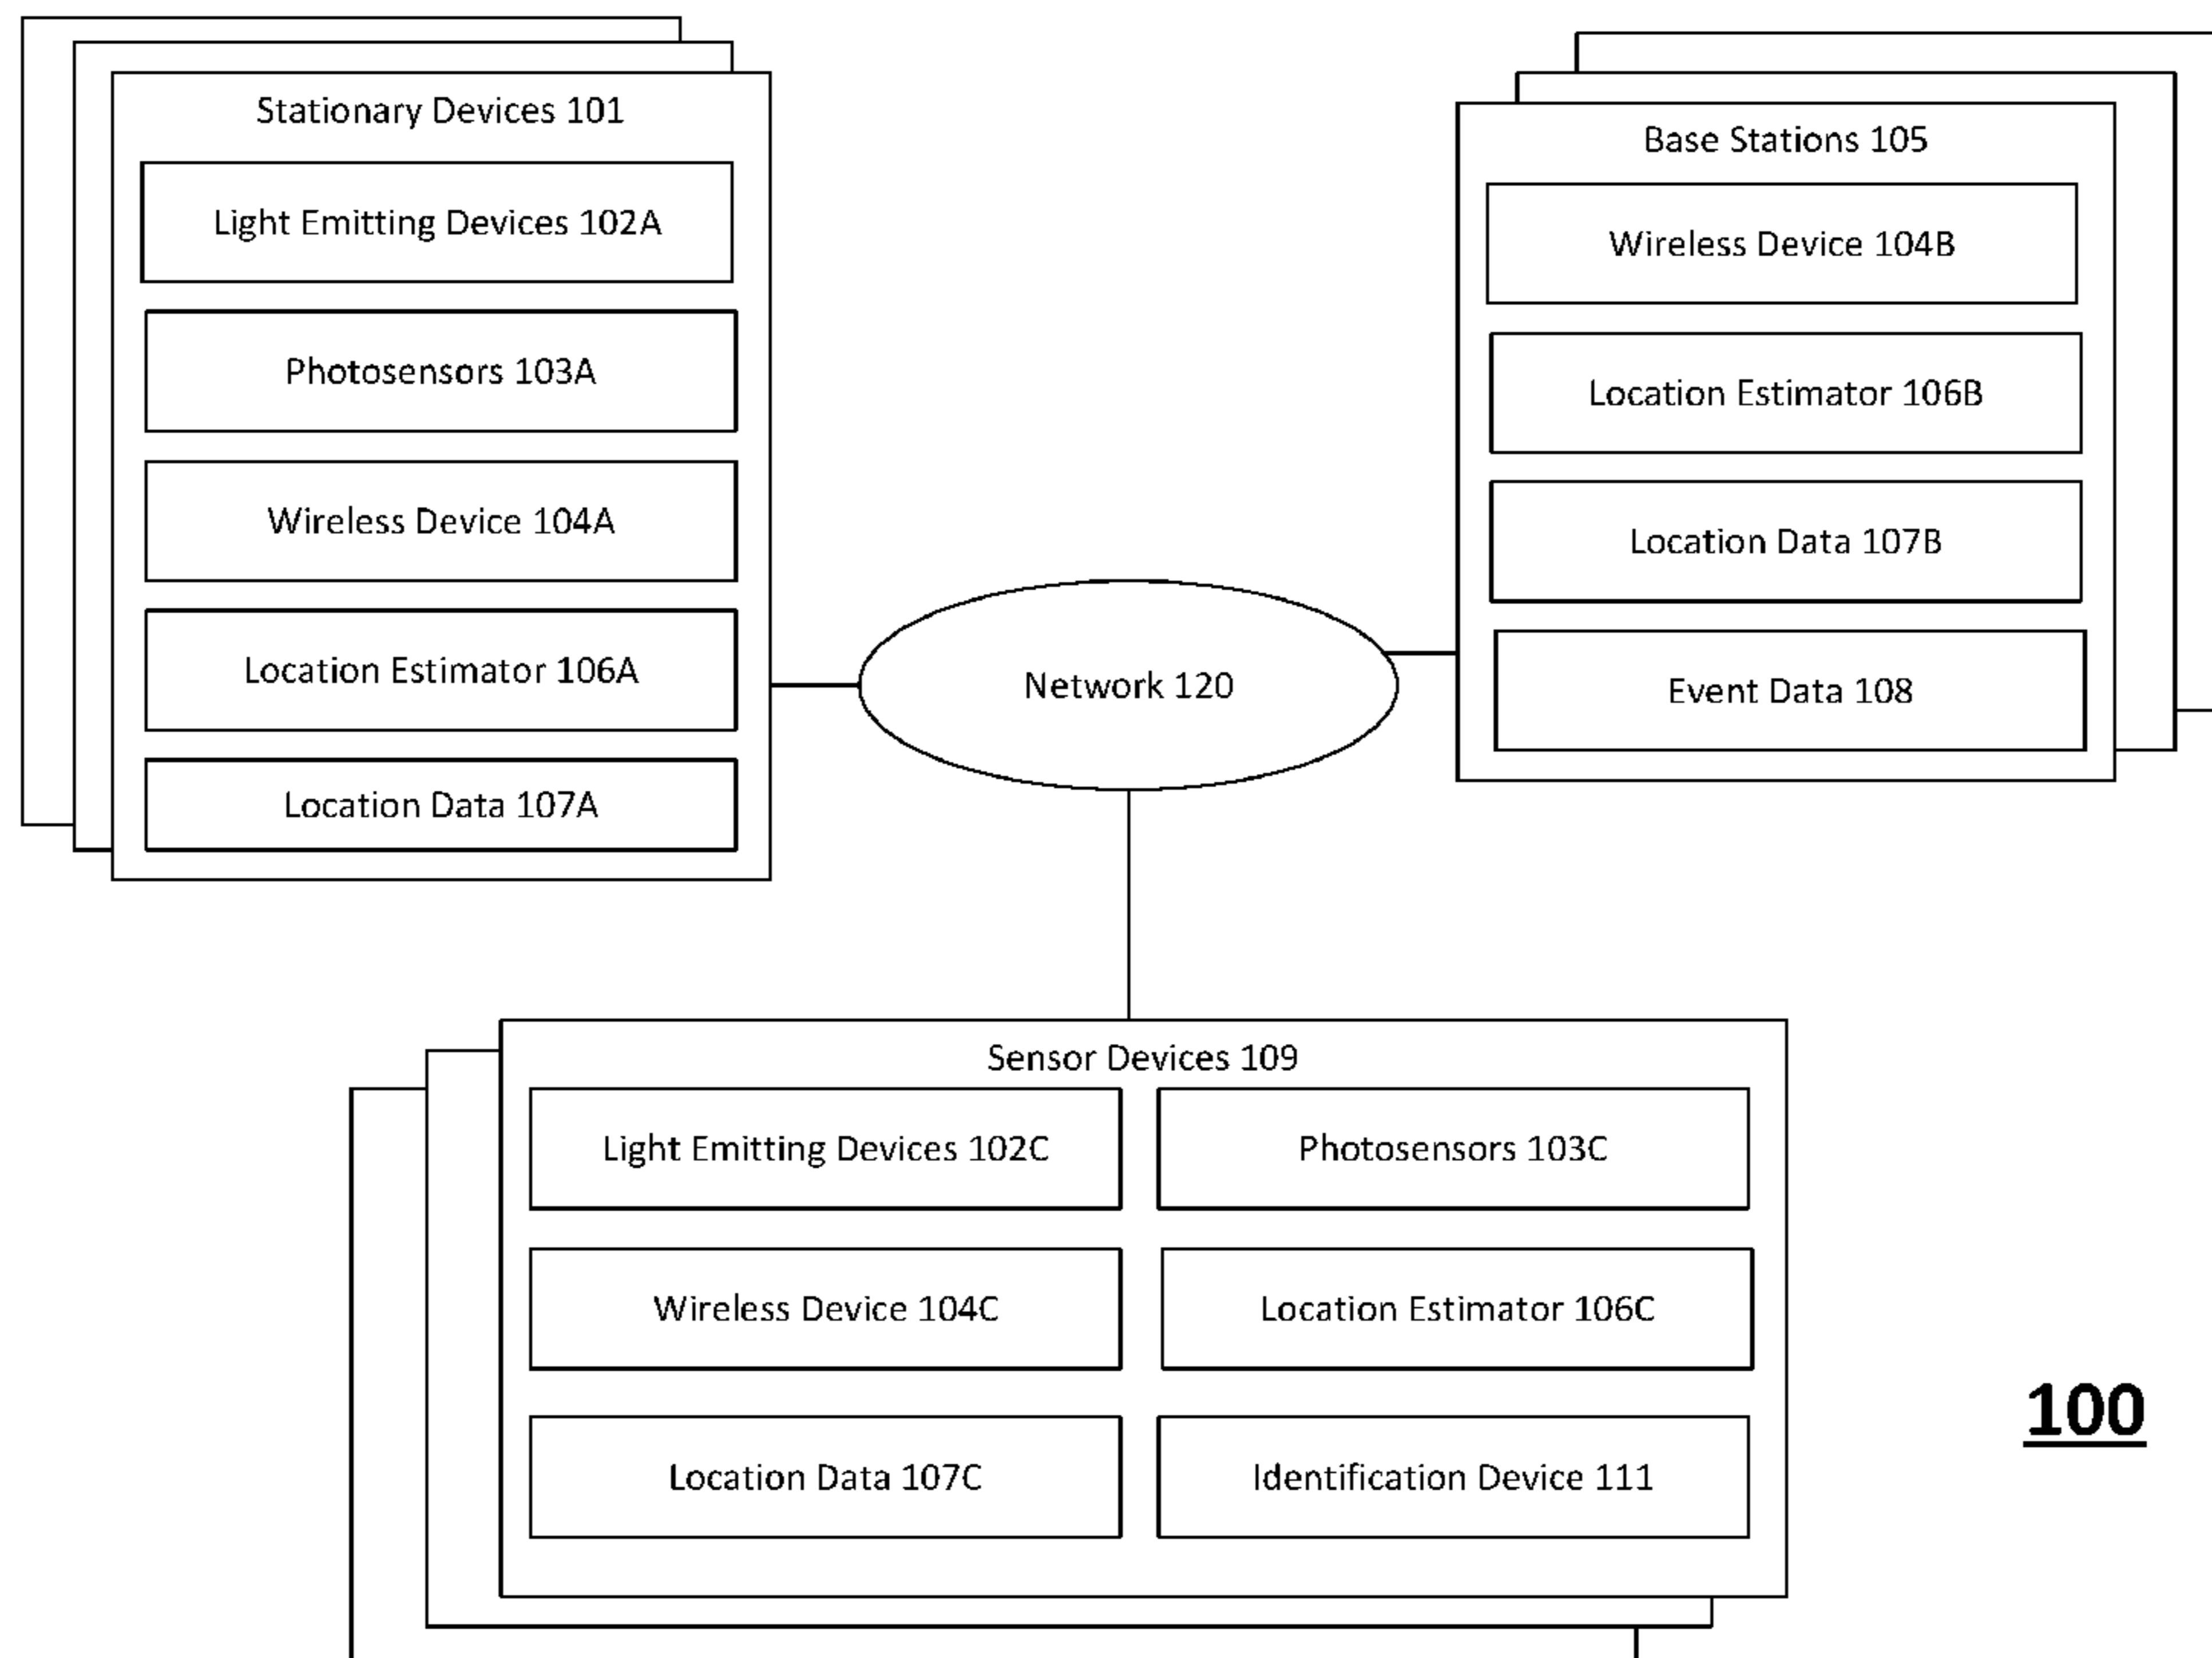 Stationary Devices 101
Light Emitting Devices 102A
Photosensors 103A
Wireless Device 104A
Location Estimator 106A
Location Data 107A
Base Stations 105
Wireless Device 104B
Location Estimator 106B
Location Data 107B
Event Data 108
Network 120
Sensor Devices 109
Light Emitting Devices 102C
Photosensors 103C
Wireless Device 104C
Location Estimator 106C
Location Data 107C
Identification Device 111
100